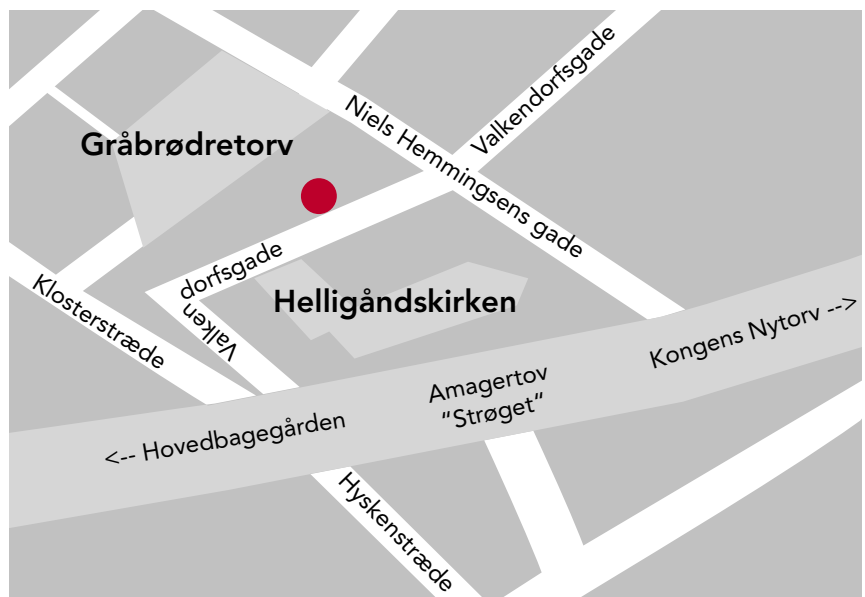 Gråbrødretorv
Niels Hemmingsens gade
Valkendorfsgade
Valken
dorfsgade
Klosterstræde
Helligåndskirken
Kongens Nytorv -->
Amagertov
“Strøget“
<-- Hovedbagegården
Hyskenstræde